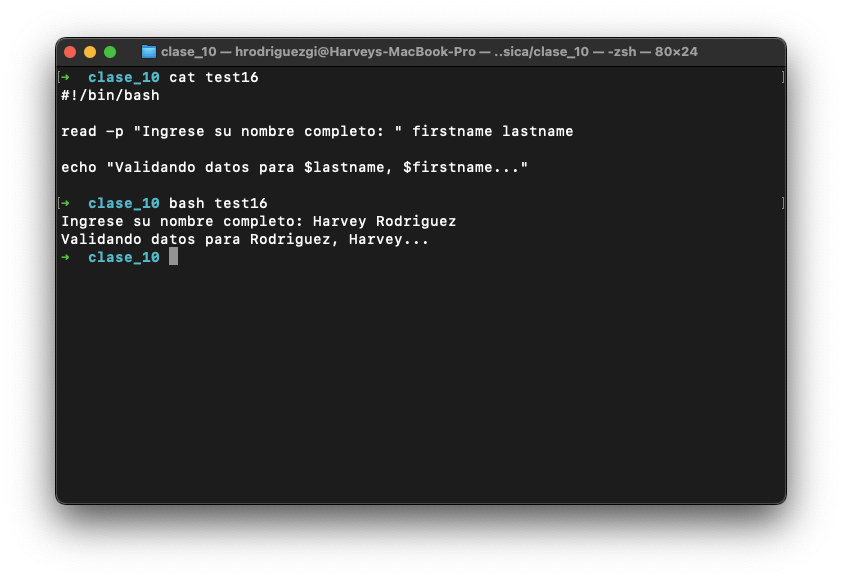 clase_10 — hrodriguezgi@Harveys-MacBook-Pro — ..sica/clase_10 — -zsh — 80×24
[➜  clase_10 cat test16 ]
#!/bin/bash
read -p "Ingrese su nombre completo: " firstname lastname
echo "Validando datos para $lastname, $firstname..."
[➜  clase_10 bash test16 ]
Ingrese su nombre completo: Harvey Rodriguez
Validando datos para Rodriguez, Harvey...
➜  clase_10